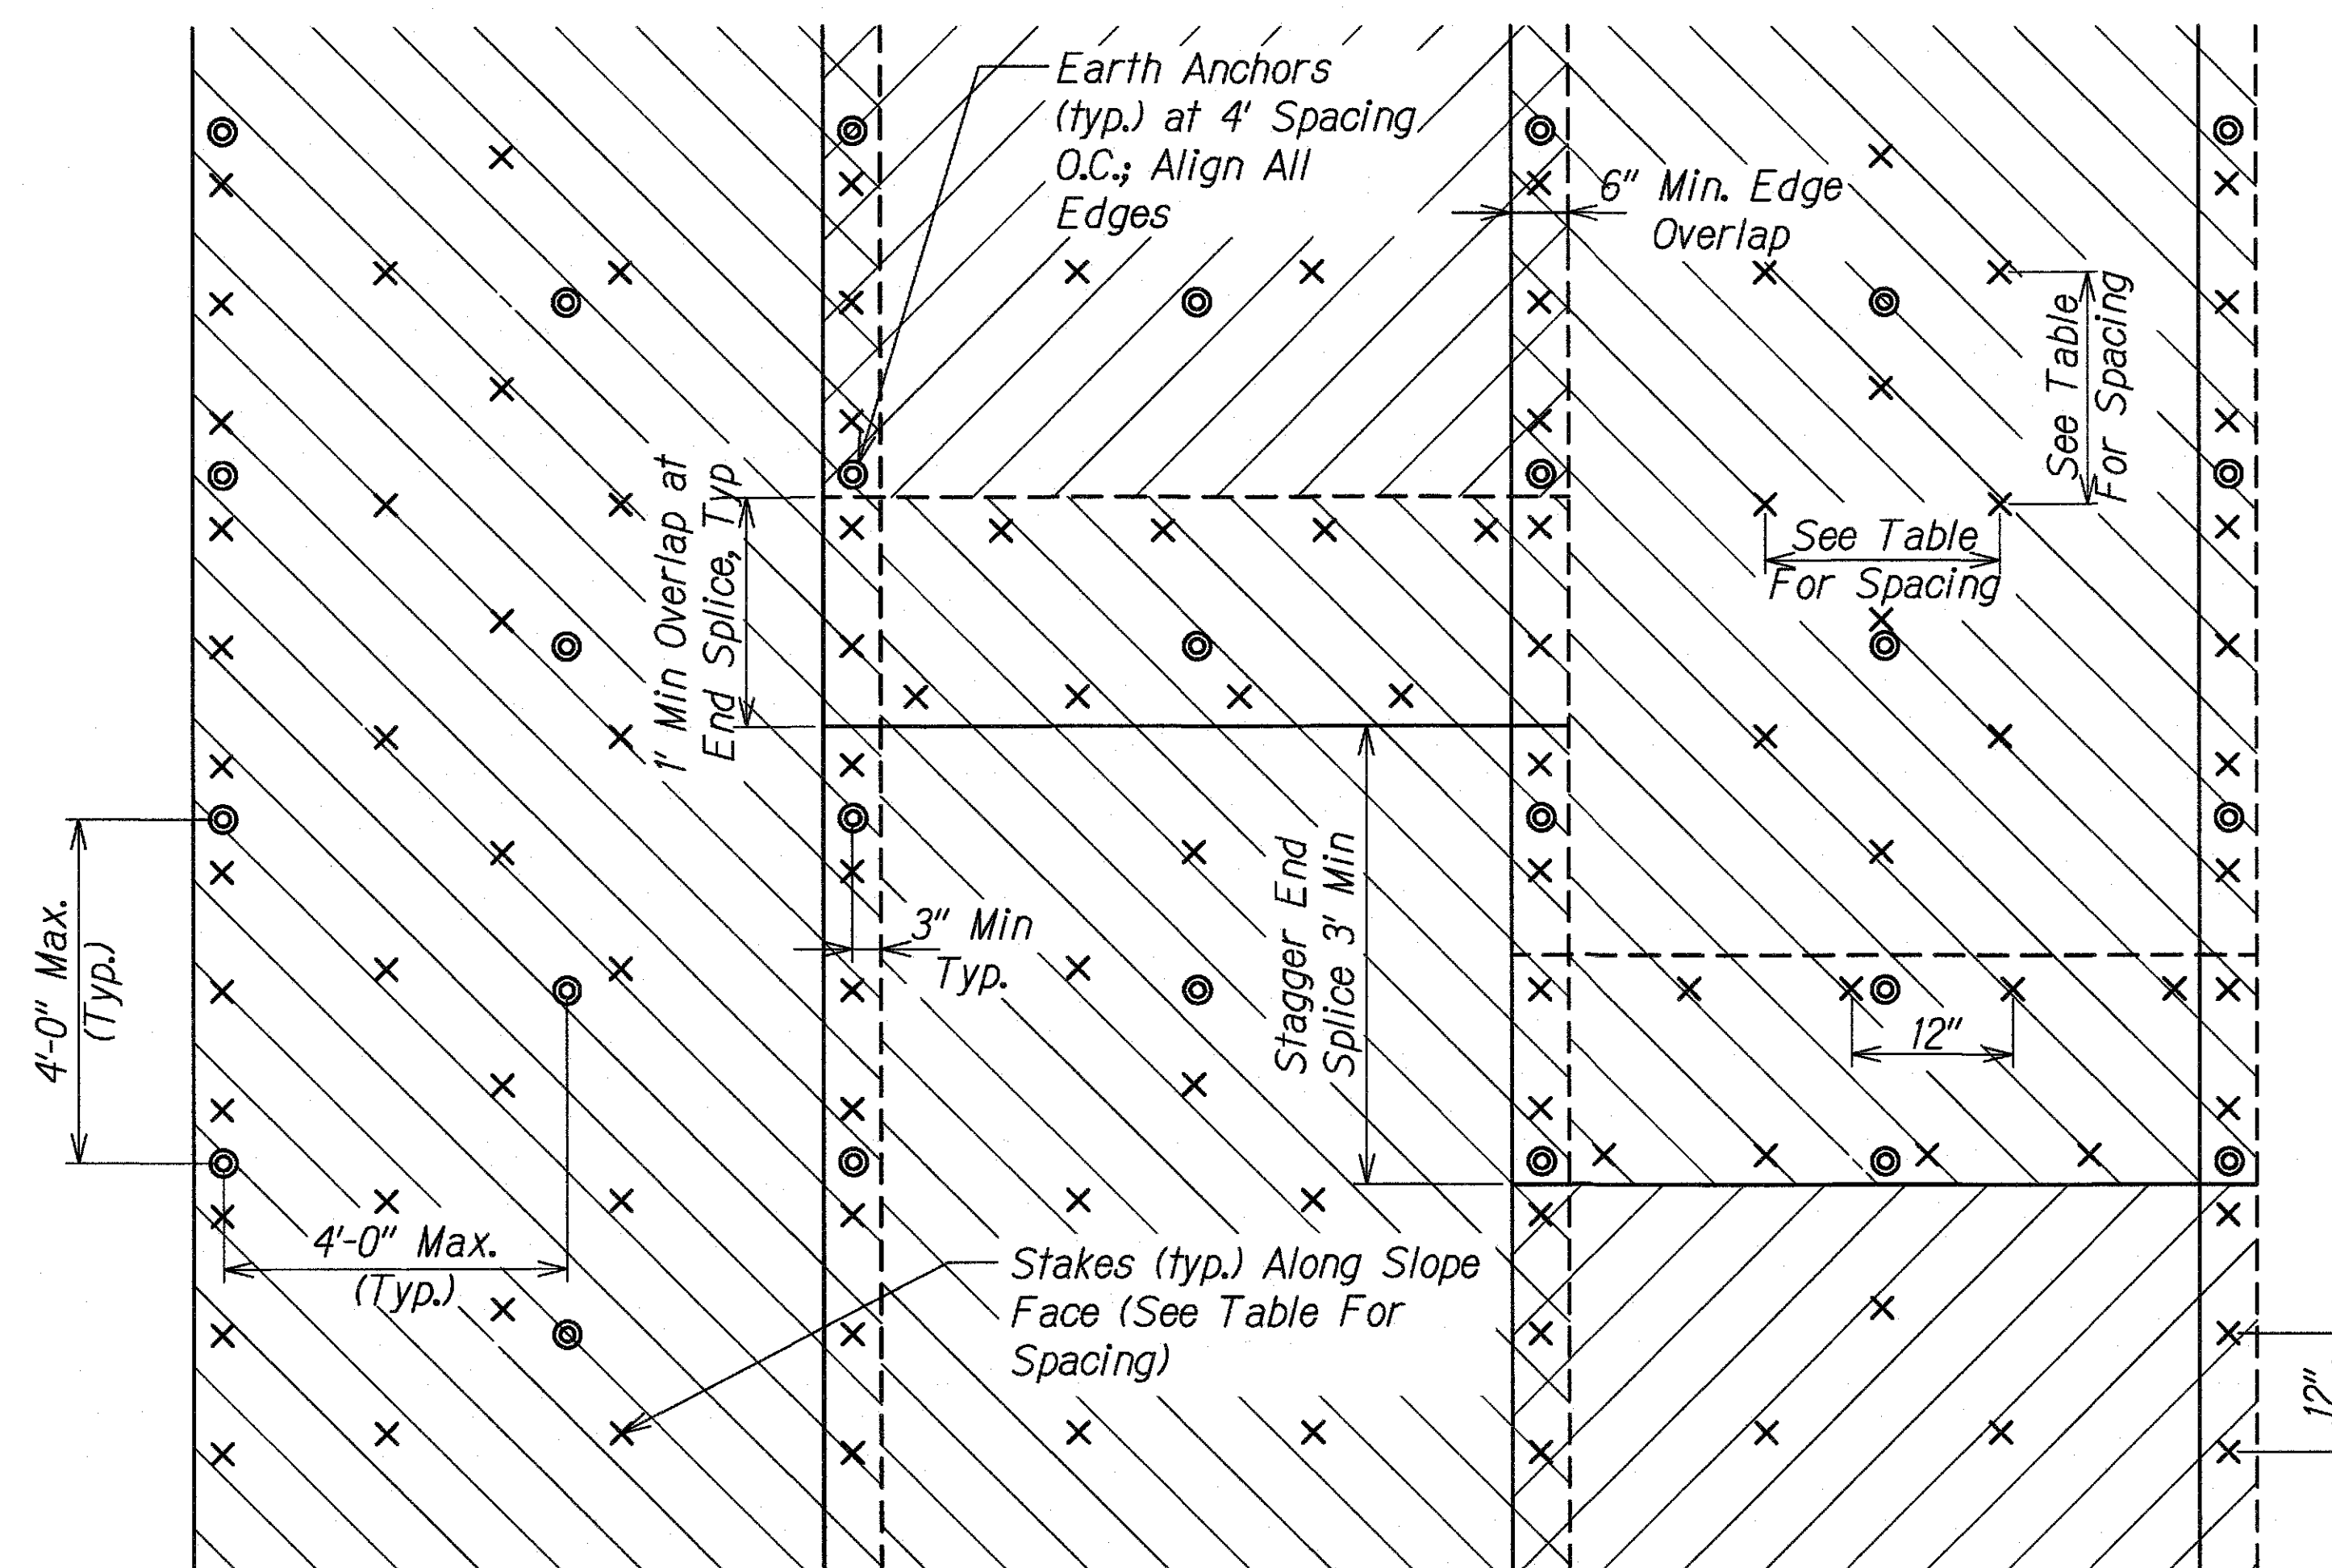 Earth Anchors
(typ.) at 4' Spacing
O.C.; Align All
Edges
6" Min. Edge
Overlap
See Table
For Spacing
1' Min Overlap at
End Splice, Typ
See Table
For Spacing
4'-0" Max.
(Typ.)
3" Min
Typ.
Stagger End
Splice 3' Min
12"
4'-0" Max.
(Typ.)
Stakes (typ.) Along Slope
Face (See Table For
Spacing)
12"